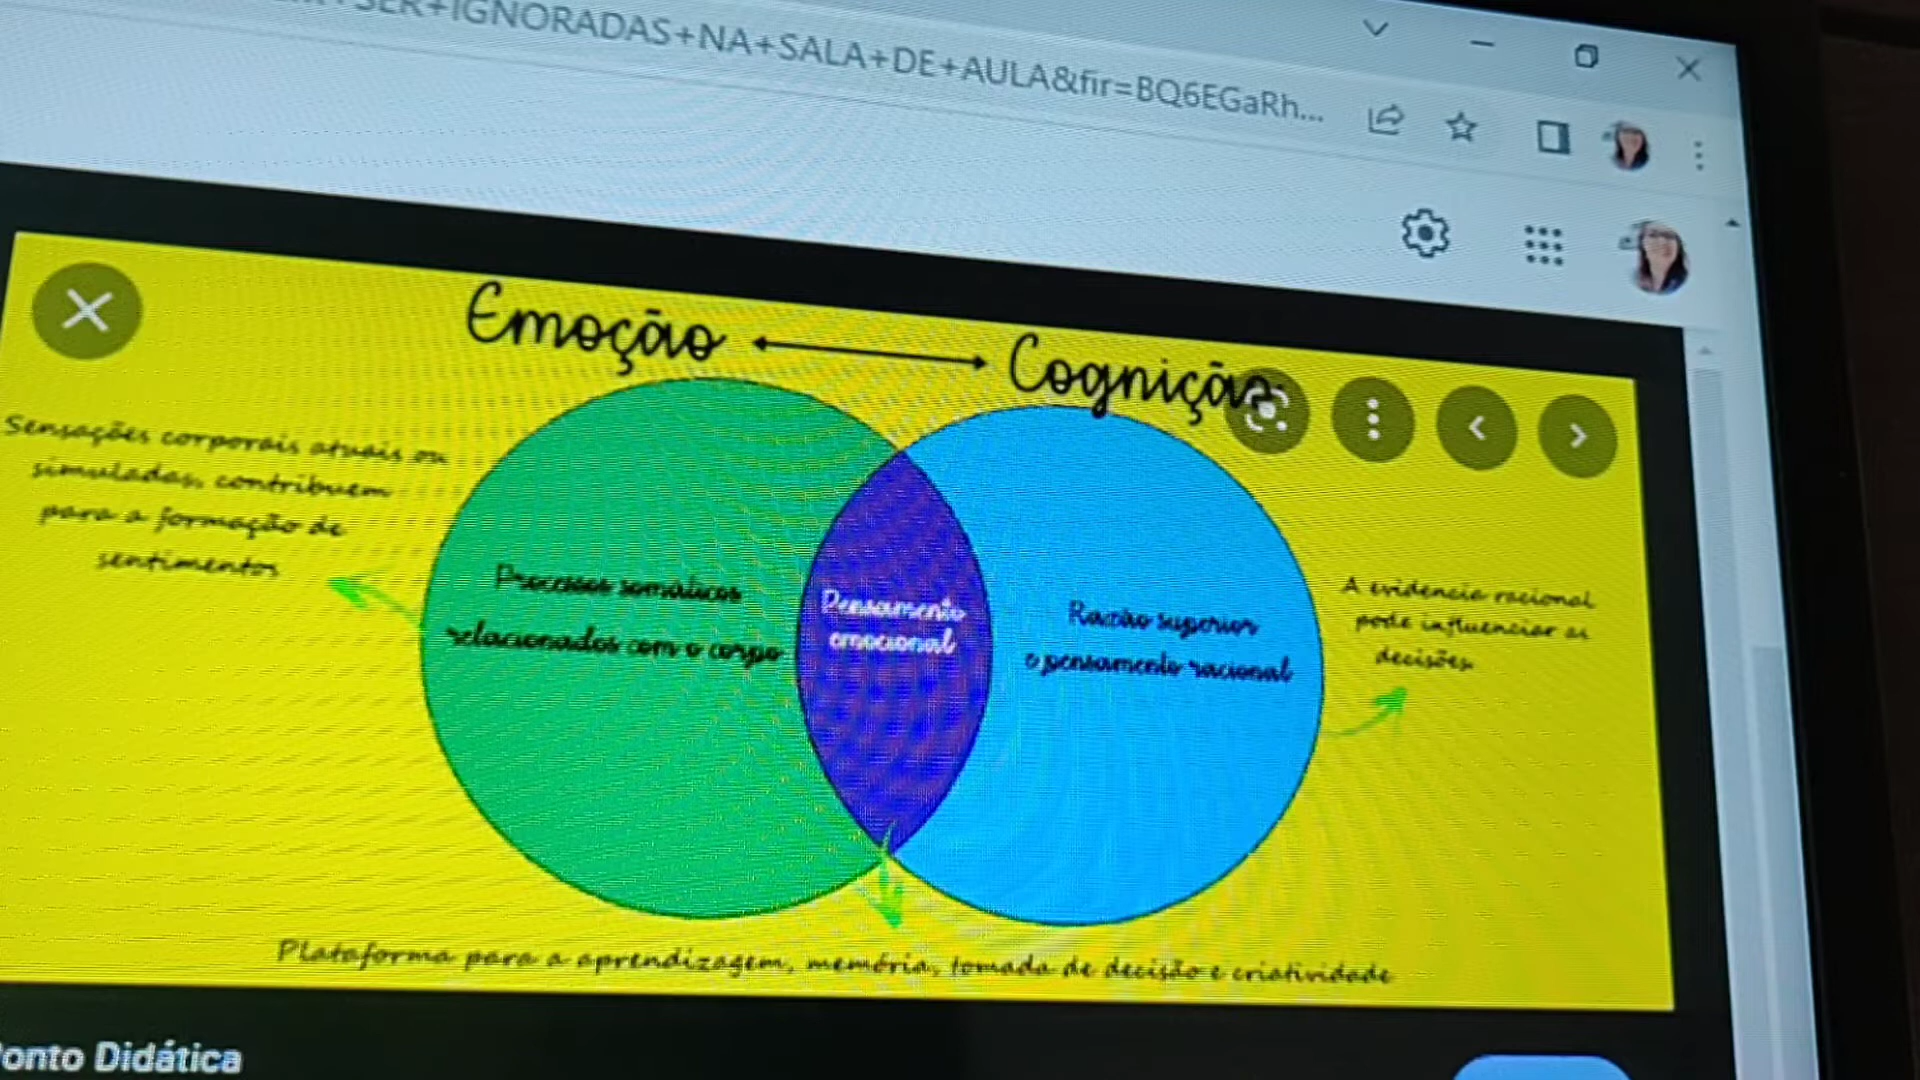 SER+IGNORADAS+NA+SALA+DE+AULA&fir=BQ6EGaRh...
Emoção
Cognição
Sensações corporais atuais ou
simuladas, contribuem
para a formação de
sentimentos
Processos somáticos
relacionados com o corpo
Pensamento
emocional
Razão superior
e pensamento racional
A evidencia racional
pode influenciar as
decisões.
Plataforma para a aprendizagem, memória, tomada de decisão e criatividade
onto Didática